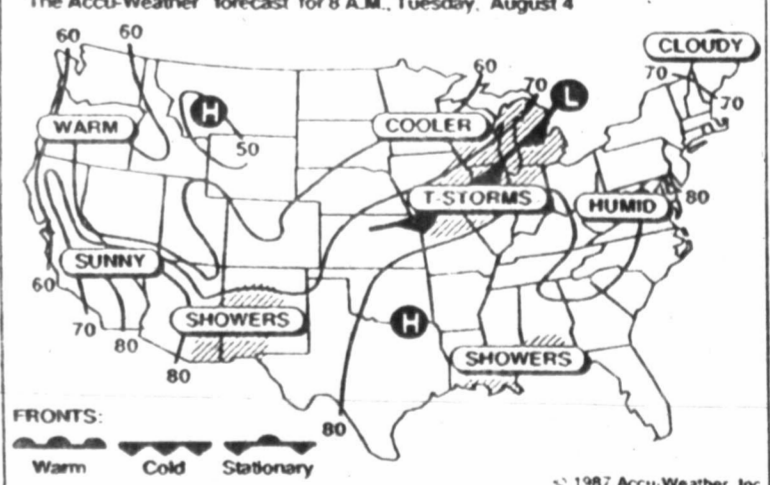 The Accu-Weather forecast for 8 A.M., Tuesday, August 4
60
60
60
CLOUDY
70
70
70
H
L
WARM
COOLER
50
T-STORMS
HUMID
80
SUNNY
60
SHOWERS
H
70
80
SHOWERS
80
80
FRONTS:
Warm Cold Stationary
© 1987 Accu-Weather, Inc.